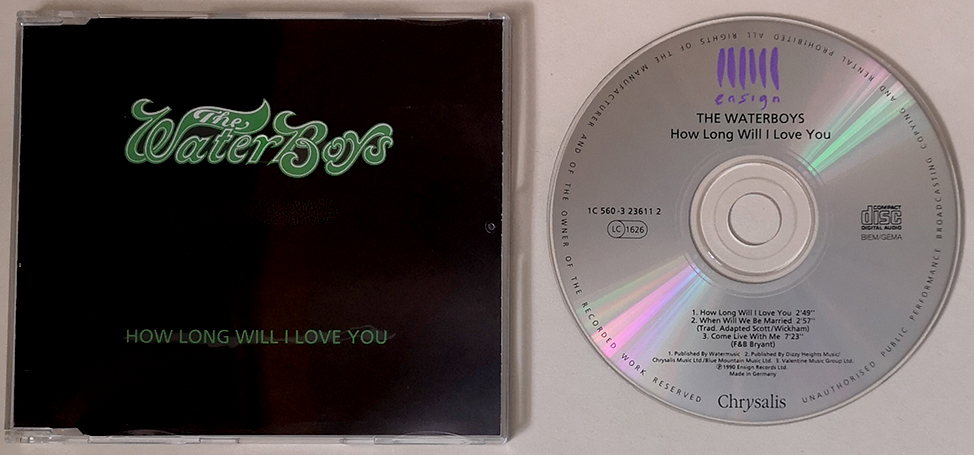 The
WaterBoys
HOW LONG WILL I LOVE YOU
ensign
THE WATERBOYS
How Long Will I Love You
1C 560-3 23611 2
LC 1626
COMPACT
disc
DIGITAL AUDIO
BIEM/GEMA
1. How Long Will I Love You 2'49"
2. When Will We Be Married 2'57"
(Trad. Adapted Scott/Wickham)
3. Come Live With Me 7'23"
(F&B Bryant)
1. Published By Watermusic 2. Published By Dizzy Heights Music/
Chrysalis Music Ltd./Blue Mountain Music Ltd. 3. Valentine Music Group Ltd.
℗1990 Ensign Records Ltd.
Made in Germany
Chrysalis
ALL RIGHTS OF THE MANUFACTURER AND OF THE OWNER OF THE RECORDED WORK RESERVED UNAUTHORISED PUBLIC PERFORMANCE BROADCASTING COPYING AND RENTAL PROHIBITED